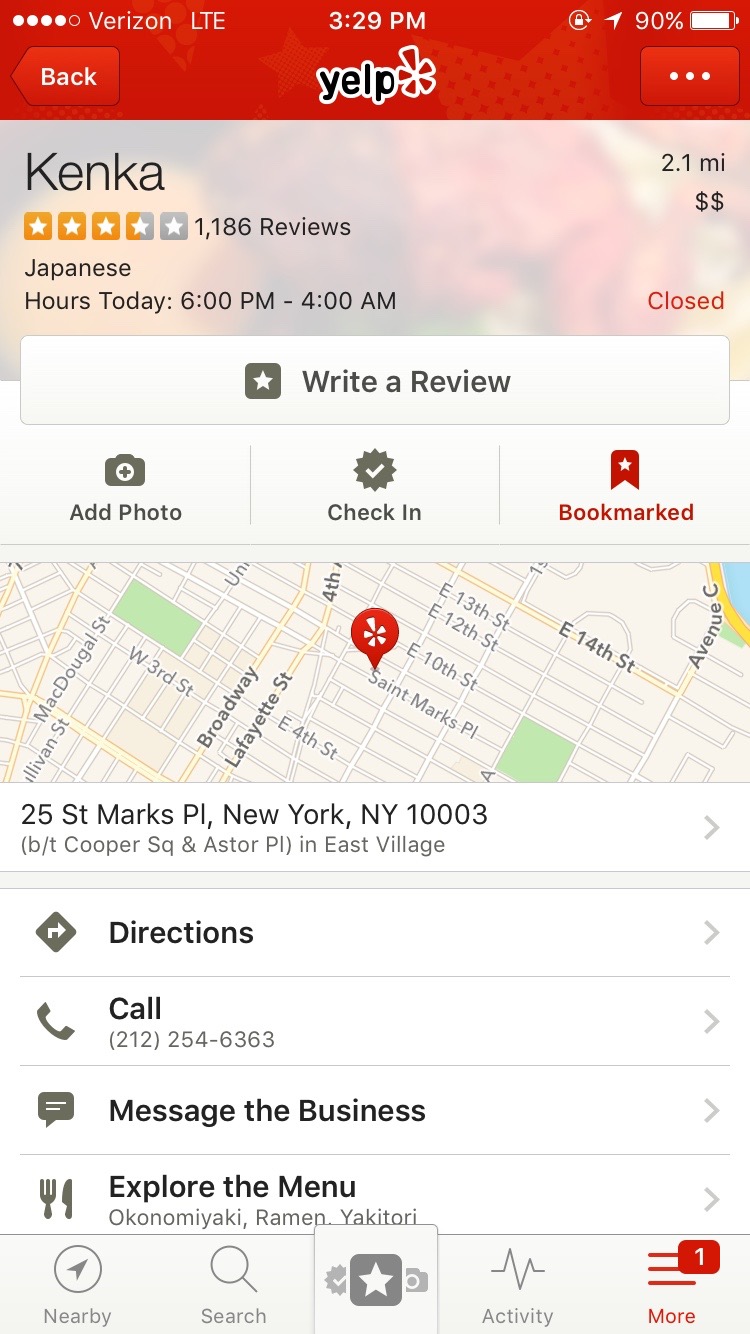 Verizon LTE 3:29 PM 90%
Back yelp
Kenka 2.1 mi
$$
1,186 Reviews
Japanese
Hours Today: 6:00 PM - 4:00 AM Closed
Write a Review
Add Photo Check In Bookmarked
Uni
4th
13
E 13th St
E 12th St
E 14th St
Avenue C
MacDougal St
W 3rd St
E 10th St
Broadway
Lafayette St
Saint Marks Pl
E 4th St
llivan St
A
25 St Marks Pl, New York, NY 10003
(b/t Cooper Sq & Astor Pl) in East Village
Directions
Call
(212) 254-6363
Message the Business
Explore the Menu
Okonomiyaki, Ramen, Yakitori
1
Nearby Search Activity More